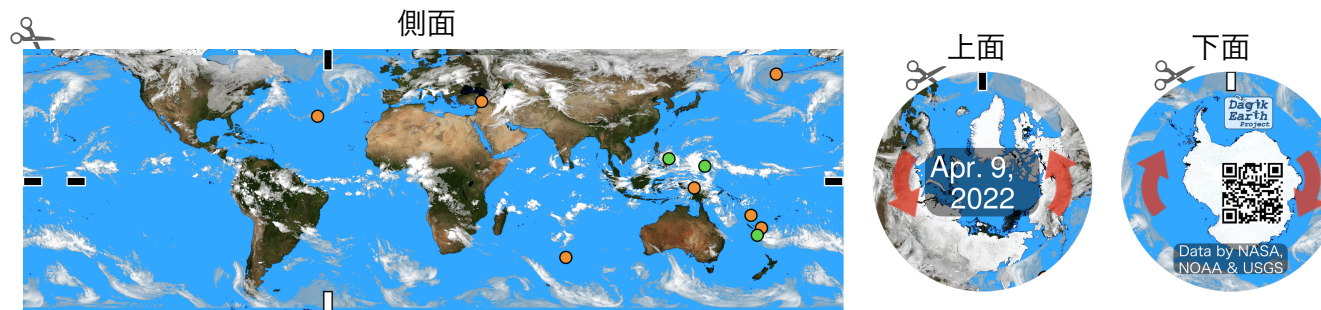 側面
上面
下面
Apr. 9,
2022
Dagik
Earth
Project
Data by NASA,
NOAA & USGS